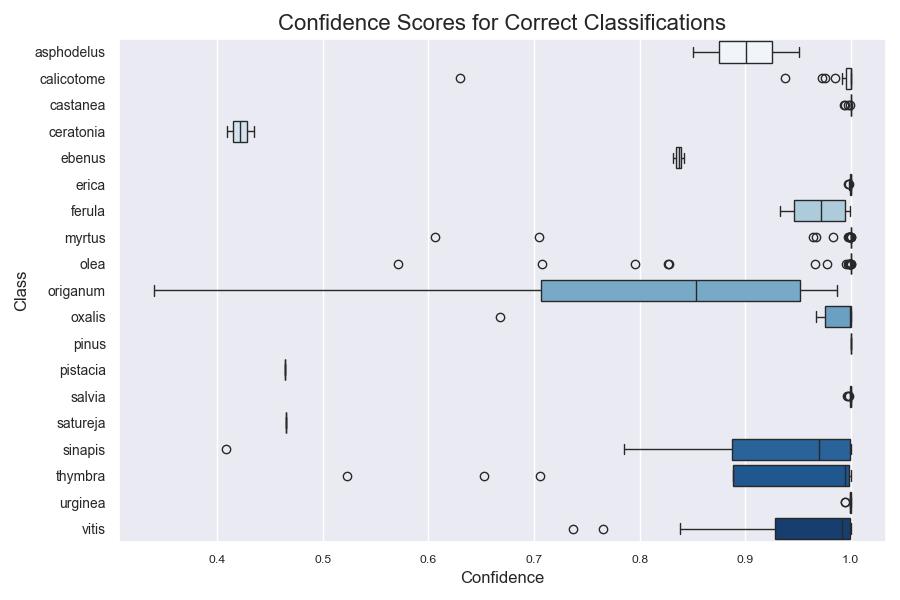 Confidence Scores for Correct Classifications
asphodelus
calicotome
castanea
ceratonia
ebenus
erica
ferula
myrtus
olea
origanum
oxalis
pinus
pistacia
salvia
satureja
sinapis
thymbra
urginea
vitis
Class
0.4 0.5 0.6 0.7 0.8 0.9 1.0
Confidence